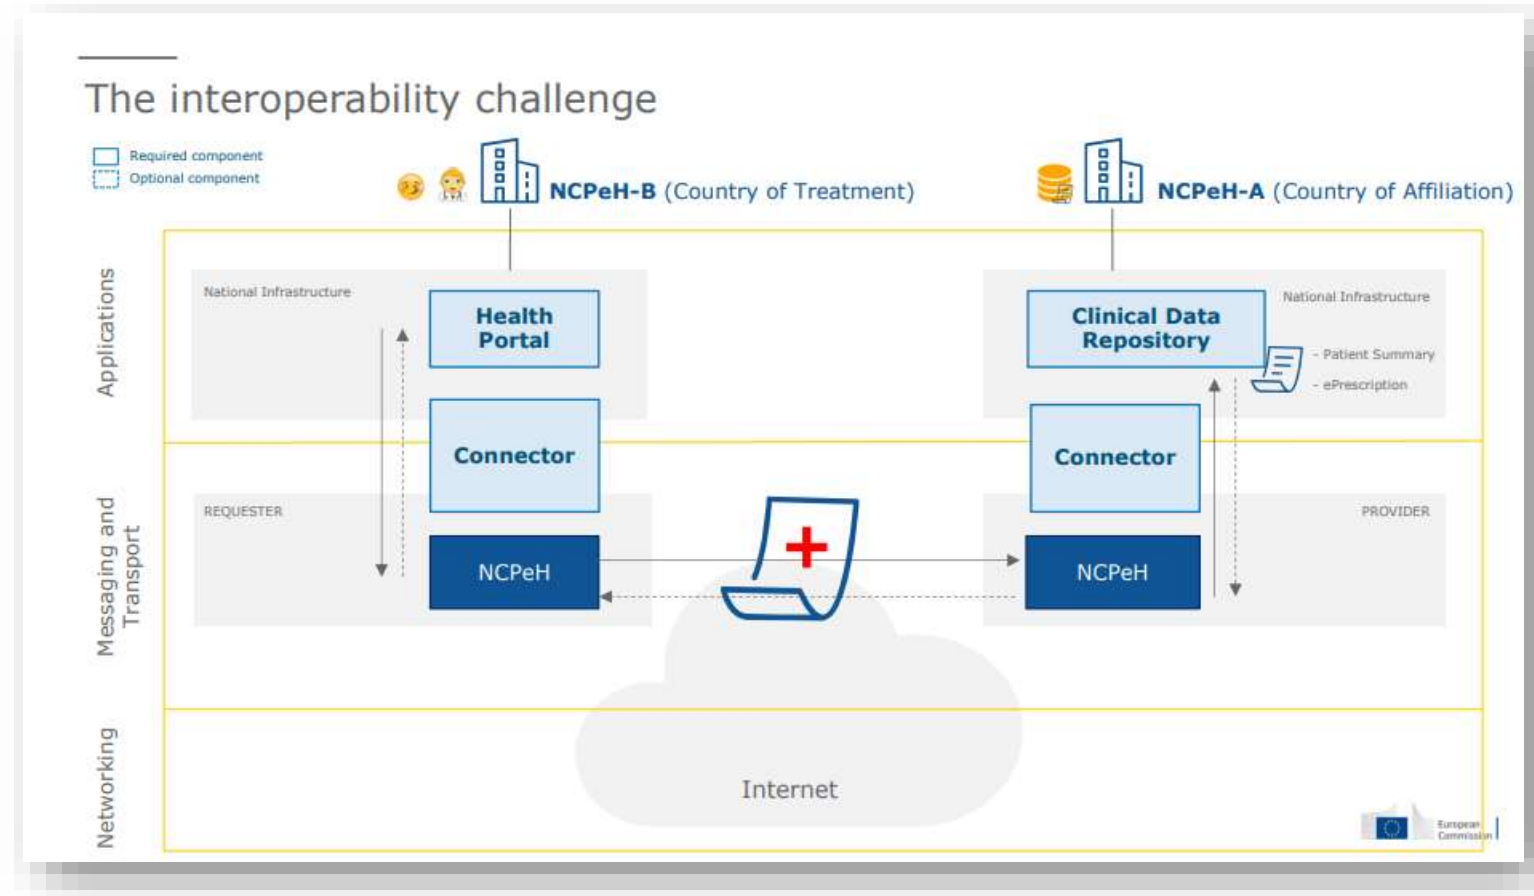 The interoperability challenge
Required component
Optional component
NCPeH-B (Country of Treatment)
NCPeH-A (Country of Affiliation)
Applications
National Infrastructure
Health
Portal
Clinical Data
Repository
National Infrastructure
- Patient Summary
- ePrescription
Connector
Connector
Messaging and
Transport
REQUESTER
PROVIDER
NCPeH
NCPeH
Networking
Internet
European
Commission